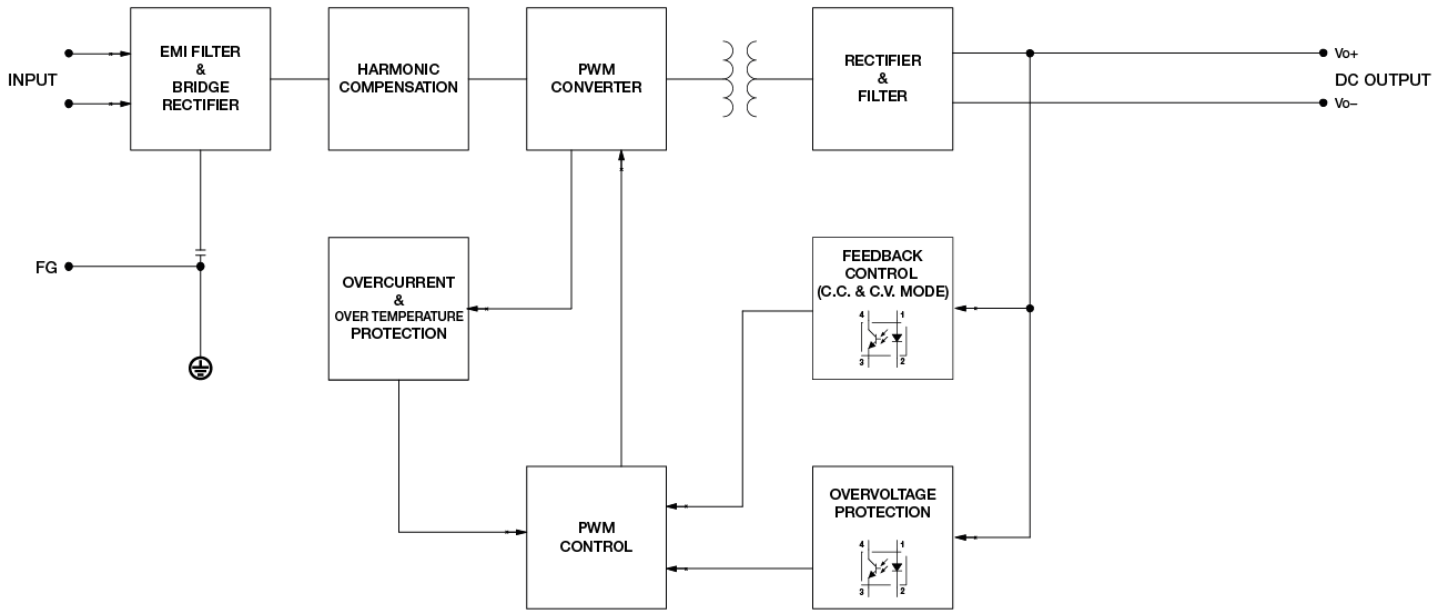 INPUT
EMI FILTER
&
BRIDGE
RECTIFIER
HARMONIC
COMPENSATION
PWM
CONVERTER
RECTIFIER
&
FILTER
Vo+
DC OUTPUT
Vo–
FG
OVERCURRENT
&
OVER TEMPERATURE
PROTECTION
FEEDBACK
CONTROL
(C.C. & C.V. MODE)
4 1
3 2
PWM
CONTROL
OVERVOLTAGE
PROTECTION
4 1
3 2